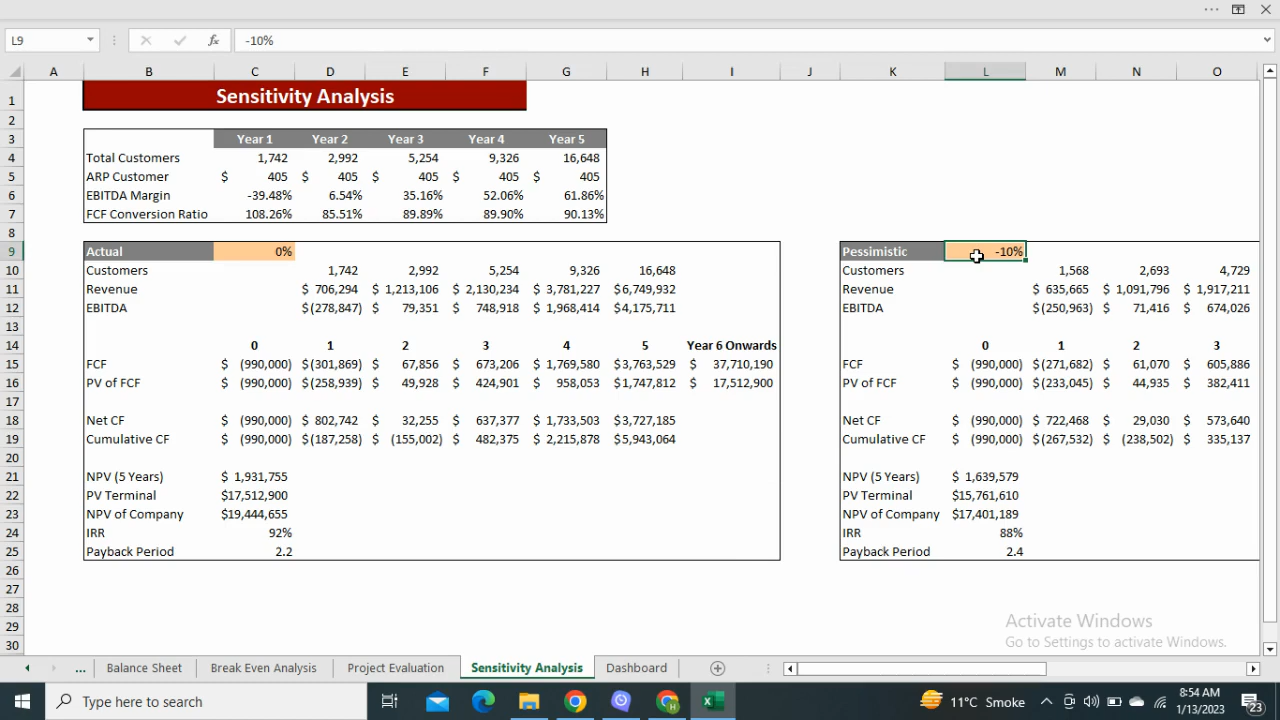 L9 fx -10%
A B C D E F G H I J K L M N O
1 Sensitivity Analysis
2
3 Year 1 Year 2 Year 3 Year 4 Year 5
4 Total Customers 1,742 2,992 5,254 9,326 16,648
5 ARP Customer $ 405 $ 405 $ 405 $ 405 $ 405
6 EBITDA Margin -39.48% 6.54% 35.16% 52.06% 61.86%
7 FCF Conversion Ratio 108.26% 85.51% 89.89% 89.90% 90.13%
8
9 Actual 0% Pessimistic -10%
10 Customers 1,742 2,992 5,254 9,326 16,648 Customers 1,568 2,693 4,729
11 Revenue $ 706,294 $ 1,213,106 $ 2,130,234 $ 3,781,227 $6,749,932 Revenue $ 635,665 $ 1,091,796 $ 1,917,211
12 EBITDA $(278,847) $ 79,351 $ 748,918 $ 1,968,414 $4,175,711 EBITDA $(250,963) $ 71,416 $ 674,026
13
14 0 1 2 3 4 5 Year 6 Onwards 0 1 2 3
15 FCF $ (990,000) $(301,869) $ 67,856 $ 673,206 $ 1,769,580 $3,763,529 $ 37,710,190 FCF $ (990,000) $(271,682) $ 61,070 $ 605,886
16 PV of FCF $ (990,000) $(258,939) $ 49,928 $ 424,901 $ 958,053 $1,747,812 $ 17,512,900 PV of FCF $ (990,000) $(233,045) $ 44,935 $ 382,411
17
18 Net CF $ (990,000) $ 802,742 $ 32,255 $ 637,377 $ 1,733,503 $3,727,185 Net CF $ (990,000) $ 722,468 $ 29,030 $ 573,640
19 Cumulative CF $ (990,000) $(187,258) $ (155,002) $ 482,375 $ 2,215,878 $5,943,064 Cumulative CF $ (990,000) $(267,532) $ (238,502) $ 335,137
20
21 NPV (5 Years) $ 1,931,755 NPV (5 Years) $ 1,639,579
22 PV Terminal $17,512,900 PV Terminal $15,761,610
23 NPV of Company $19,444,655 NPV of Company $17,401,189
24 IRR 92% IRR 88%
25 Payback Period 2.2 Payback Period 2.4
26
27
28
29
30
Activate Windows
Go to Settings to activate Windows.
... Balance Sheet Break Even Analysis Project Evaluation Sensitivity Analysis Dashboard
Type here to search 11°C Smoke 8:54 AM
1/13/2023 23